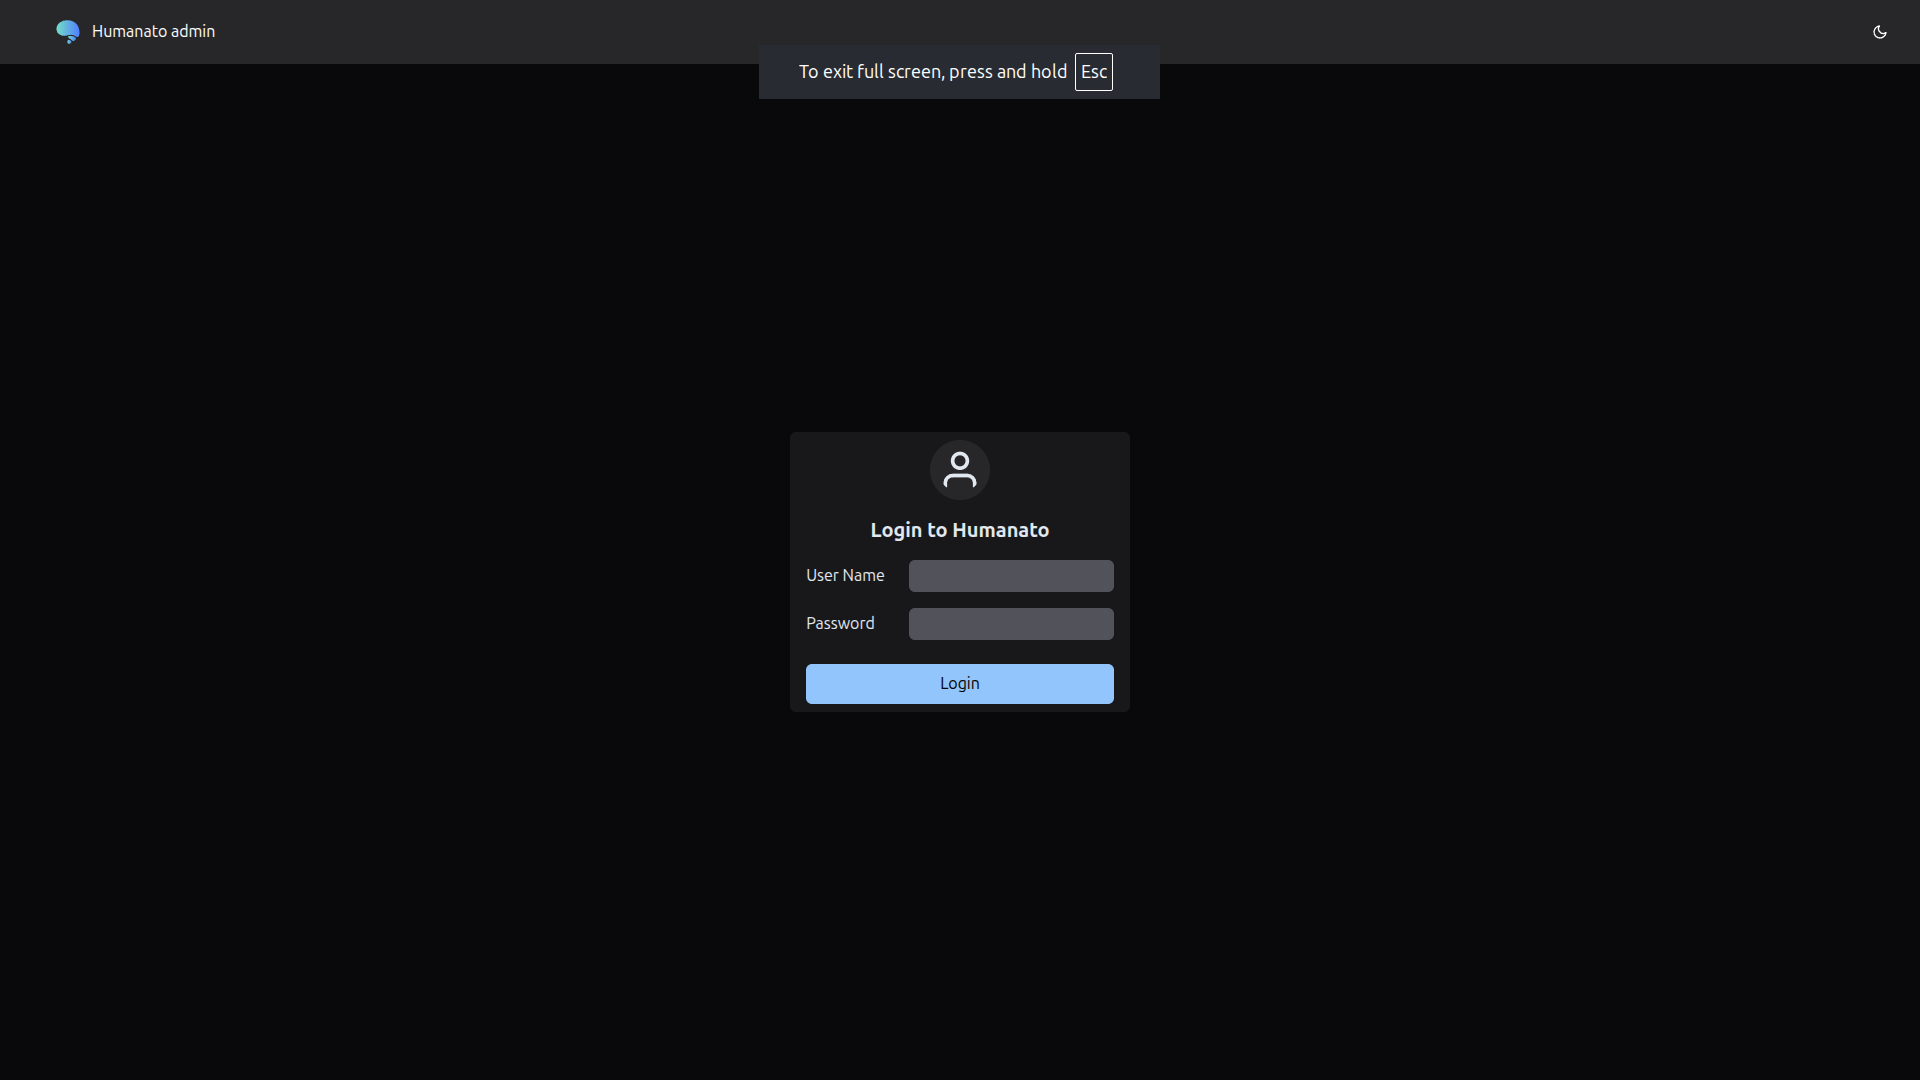 Humanato admin
To exit full screen, press and hold Esc
Login to Humanato
User Name
Password
Login